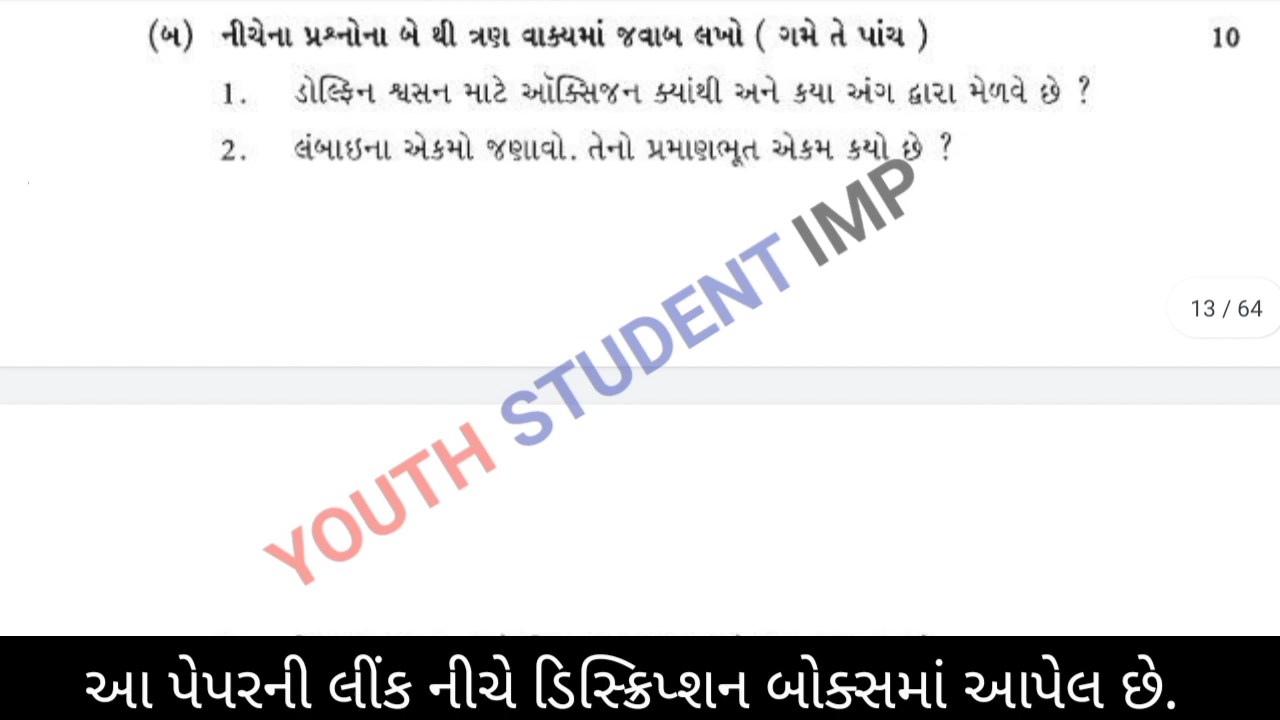 (બ) નીચેના પ્રશ્નોના બે થી ત્રણ વાક્યમાં જવાબ લખો ( ગમે તે પાંચ ) 10
1. ડોલ્ફિન શ્વસન માટે ઑક્સિજન ક્યાંથી અને કયા અંગ દ્વારા મેળવે છે ?
2. લંબાઇના એકમો જણાવો. તેનો પ્રમાણભૂત એકમ કયો છે ?
YOUTH STUDENT IMP
13 / 64
આ પેપરની લીંક નીચે ડિસ્ક્રિપ્શન બોક્સમાં આપેલ છે.